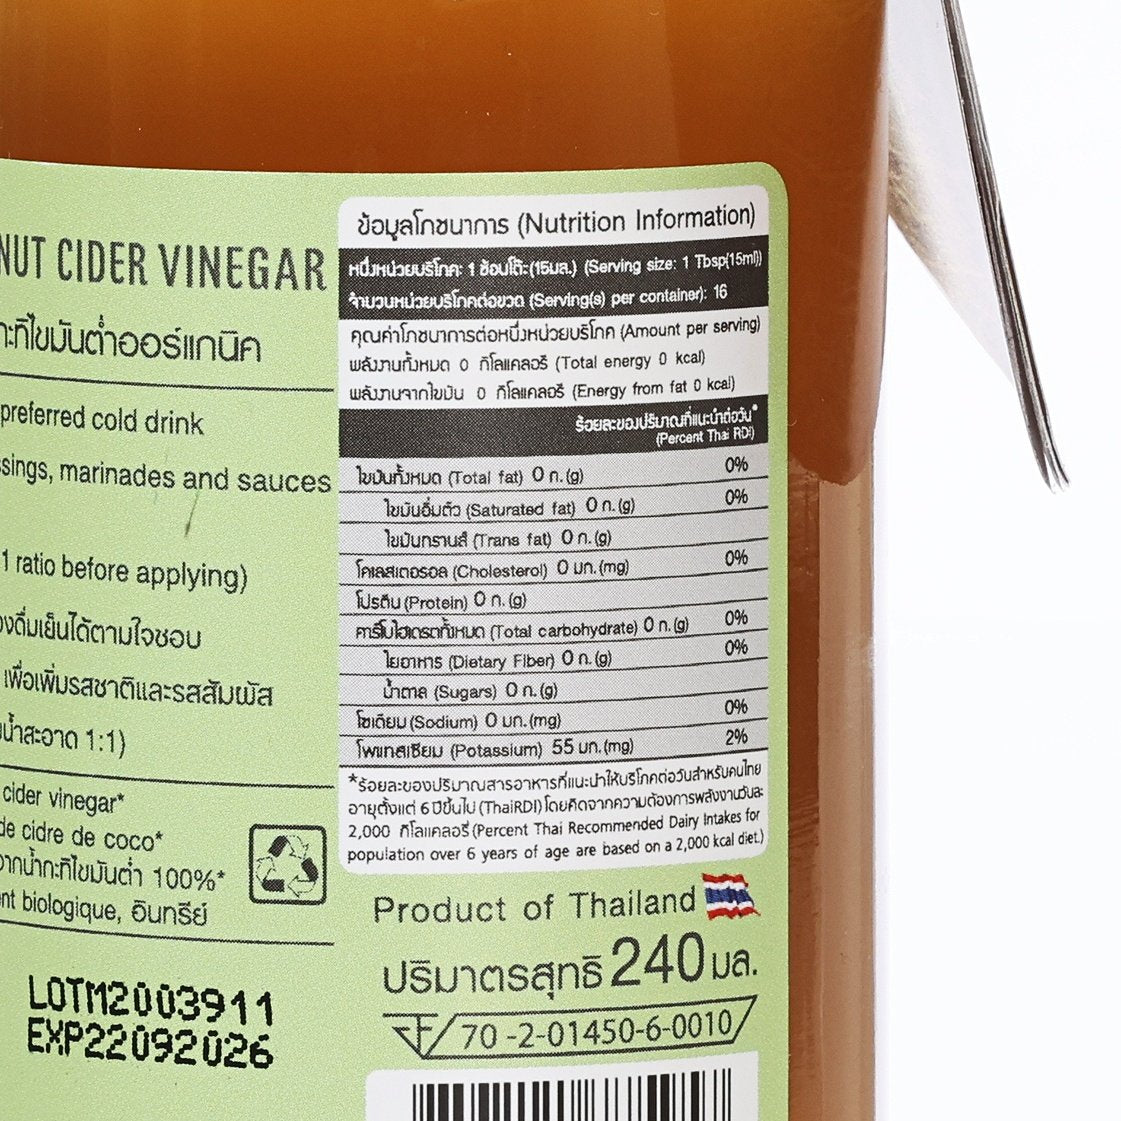 NUT CIDER VINEGAR
กะทิไขมันต่ำออร์แกนิค
preferred cold drink
ssings, marinades and sauces
1 ratio before applying)
องดื่มเย็นได้ตามใจชอบ
เพื่อเพิ่มรสชาติและรสสัมผัส
น้ำสะอาด 1:1)
cider vinegar*
de cidre de coco*
จากน้ำกะทิไขมันต่ำ 100%*
nt biologique, อินทรีย์
LOTM2003911
EXP22092026
ข้อมูลโภชนาการ (Nutrition Information)
หนึ่งหน่วยบริโภค: 1 ช้อนโต๊ะ(15มล.) (Serving size: 1 Tbsp(15ml))
จำนวนหน่วยบริโภคต่อขวด (Serving(s) per container): 16
คุณค่าโภชนาการต่อหนึ่งหน่วยบริโภค (Amount per serving)
พลังงานทั้งหมด 0 กิโลแคลอรี (Total energy 0 kcal)
พลังงานจากไขมัน 0 กิโลแคลอรี (Energy from fat 0 kcal)
ร้อยละของปริมาณที่แนะนำต่อวัน*
(Percent Thai RDI)
ไขมันทั้งหมด (Total fat) 0 ก.(g) 0%
ไขมันอิ่มตัว (Saturated fat) 0 ก.(g) 0%
ไขมันทรานส์ (Trans fat) 0 ก.(g)
โคเลสเตอรอล (Cholesterol) 0 มก.(mg) 0%
โปรตีน (Protein) 0 ก.(g)
คาร์โบไฮเดรตทั้งหมด (Total carbohydrate) 0 ก.(g) 0%
ใยอาหาร (Dietary Fiber) 0 ก.(g) 0%
น้ำตาล (Sugars) 0 ก.(g)
โซเดียม (Sodium) 0 มก.(mg) 0%
โพแทสเซียม (Potassium) 55 มก.(mg) 2%
*ร้อยละของปริมาณสารอาหารที่แนะนำให้บริโภคต่อวันสำหรับคนไทย
อายุตั้งแต่ 6 ปีขึ้นไป (ThaiRDI) โดยคิดจากความต้องการพลังงานวันละ
2,000 กิโลแคลอรี่ (Percent Thai Recommended Dairy Intakes for
population over 6 years of age are based on a 2,000 kcal diet.)
Product of Thailand
ปริมาตรสุทธิ 240 มล.
70 -2-01450-6-0010